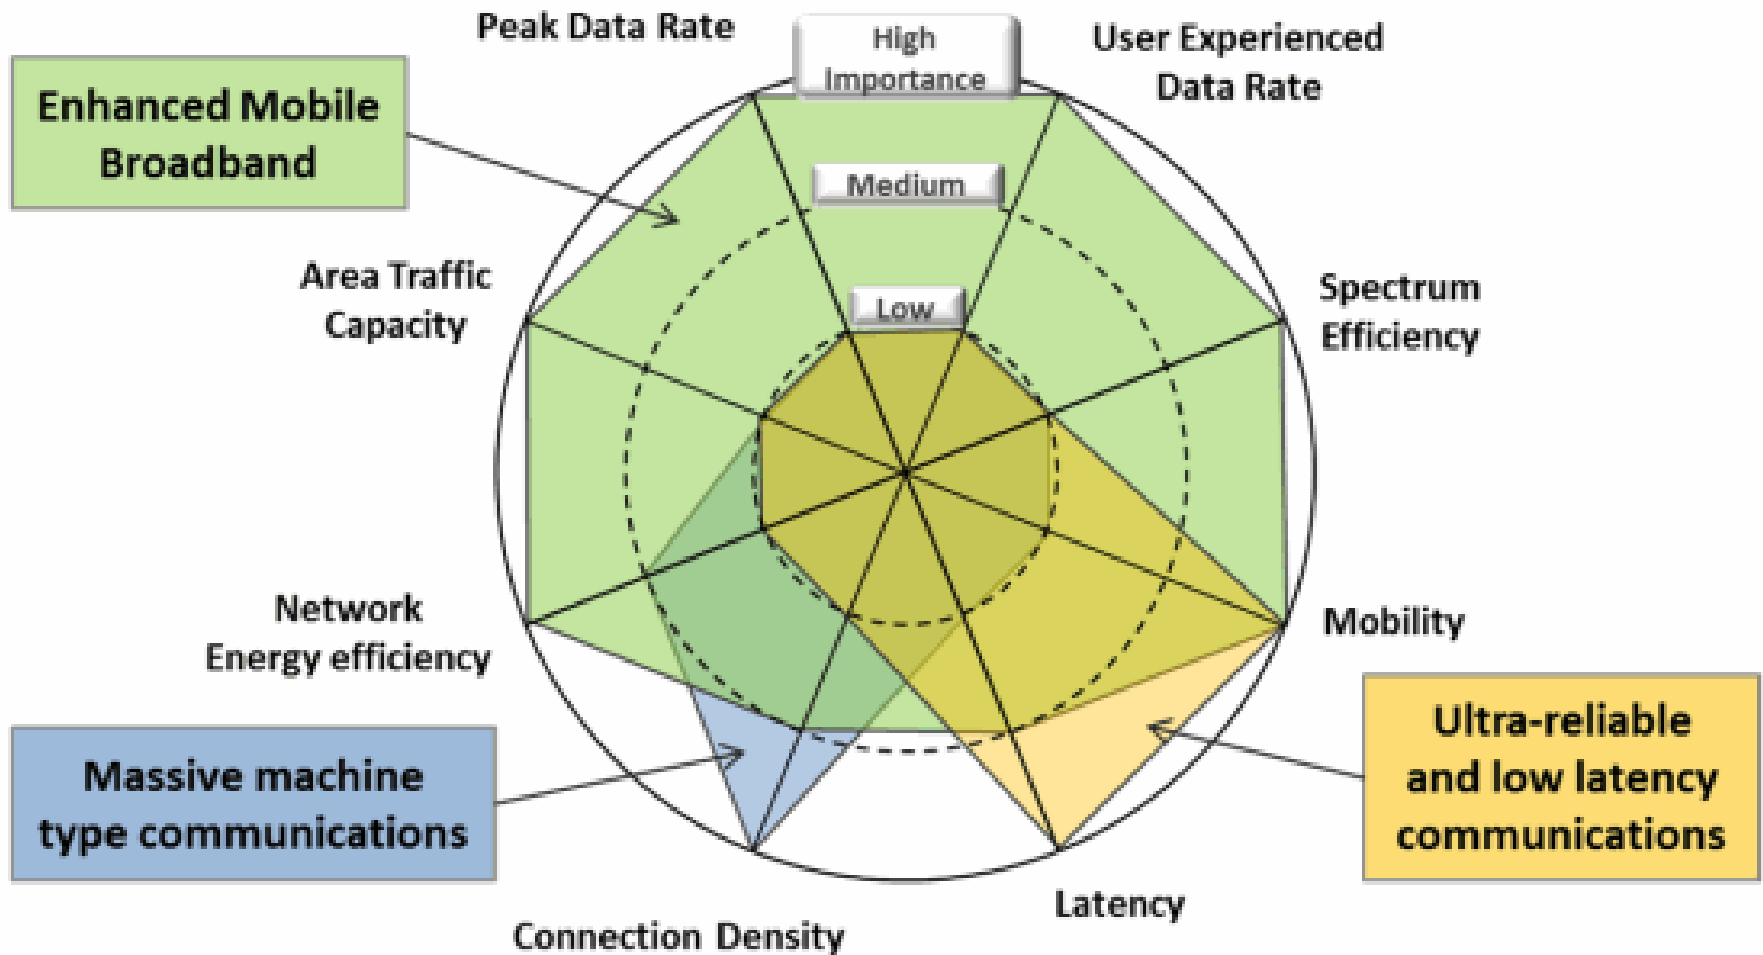 Peak Data Rate
High
Importance
User Experienced
Data Rate
Enhanced Mobile
Broadband
Medium
Area Traffic
Capacity
Low
Spectrum
Efficiency
Network
Energy efficiency
Mobility
Massive machine
type communications
Ultra-reliable
and low latency
communications
Latency
Connection Density